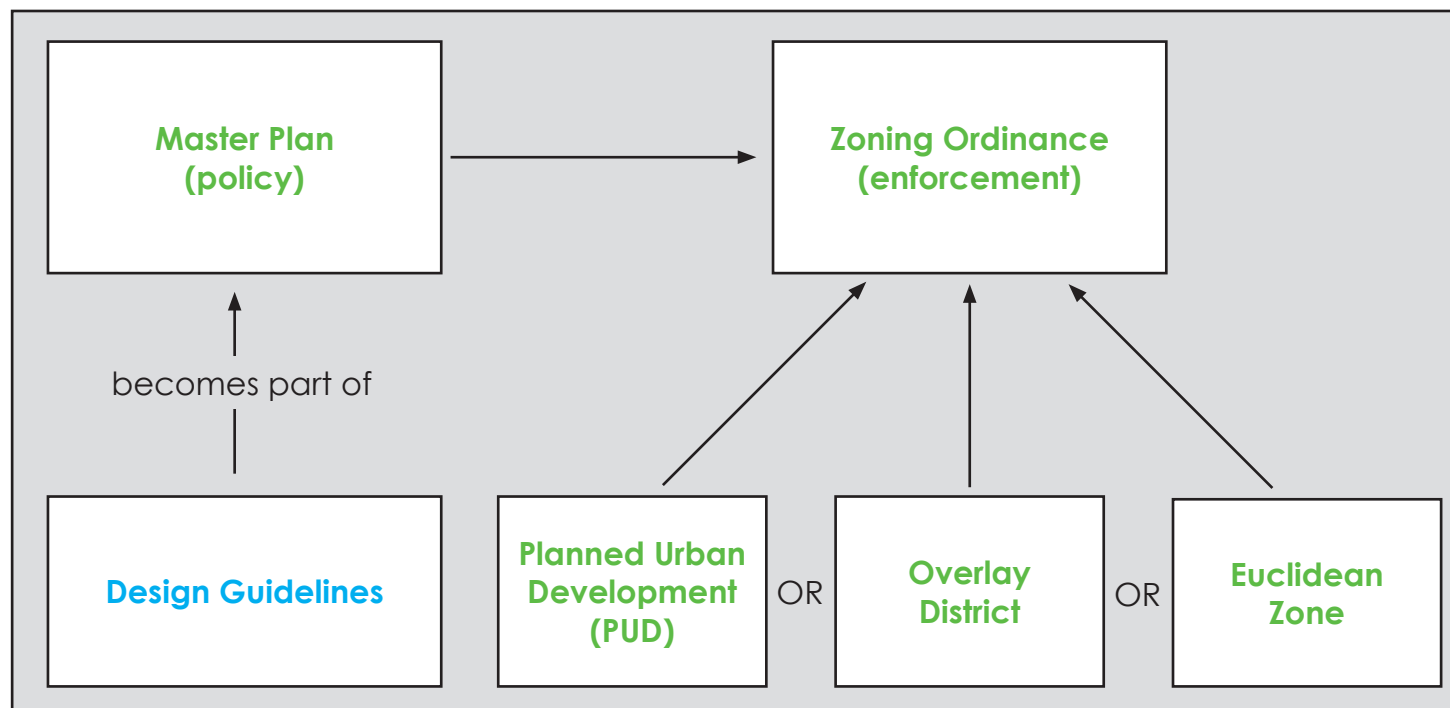 Master Plan
(policy)
Zoning Ordinance
(enforcement)
becomes part of
Design Guidelines
Planned Urban
Development
(PUD)
OR
Overlay
District
OR
Euclidean
Zone